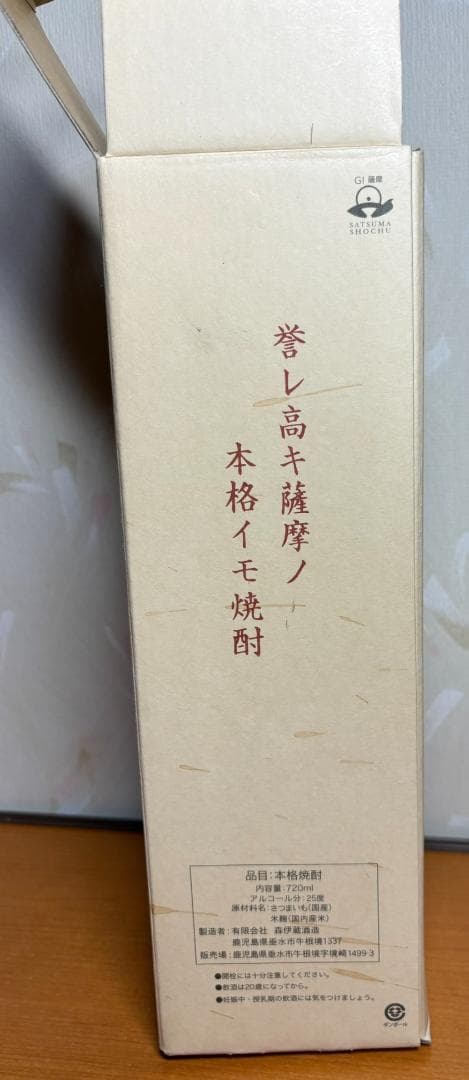 GI 薩摩
SATSUMA
SHOCHU
誉レ高キ薩摩ノ
本格イモ焼酎
品目:本格焼酎
内容量:720ml
アルコール分:25度
原材料名:さつまいも(国産)
米麹(国内産米)
製造者:有限会社 森伊蔵酒造
鹿児島県垂水市牛根境1337
販売場:鹿児島県垂水市牛根境字境崎1499-3
●開栓には十分注意してください。
●飲酒は20歳になってから。
●妊娠中・授乳期の飲酒には気をつけましょう。
ダンボール